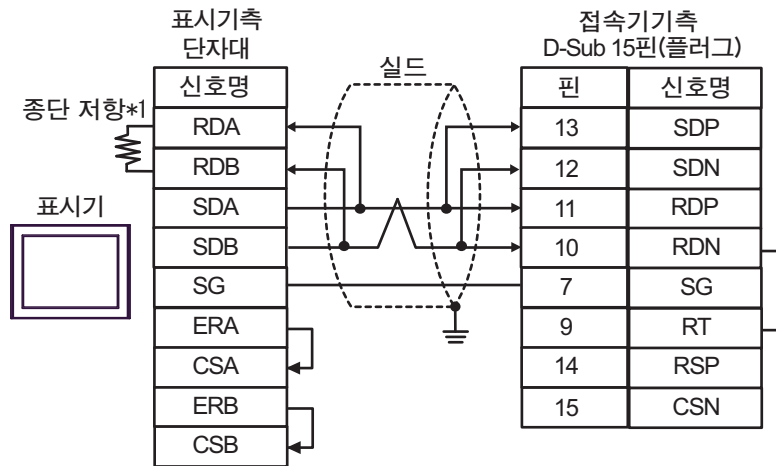 표시기측
단자대
접속기기측
D-Sub 15핀(플러그)
실드
종단 저항*1
표시기
신호명
RDA
RDB
SDA
SDB
SG
ERA
CSA
ERB
CSB
핀 신호명
13 SDP
12 SDN
11 RDP
10 RDN
7 SG
9 RT
14 RSP
15 CSN